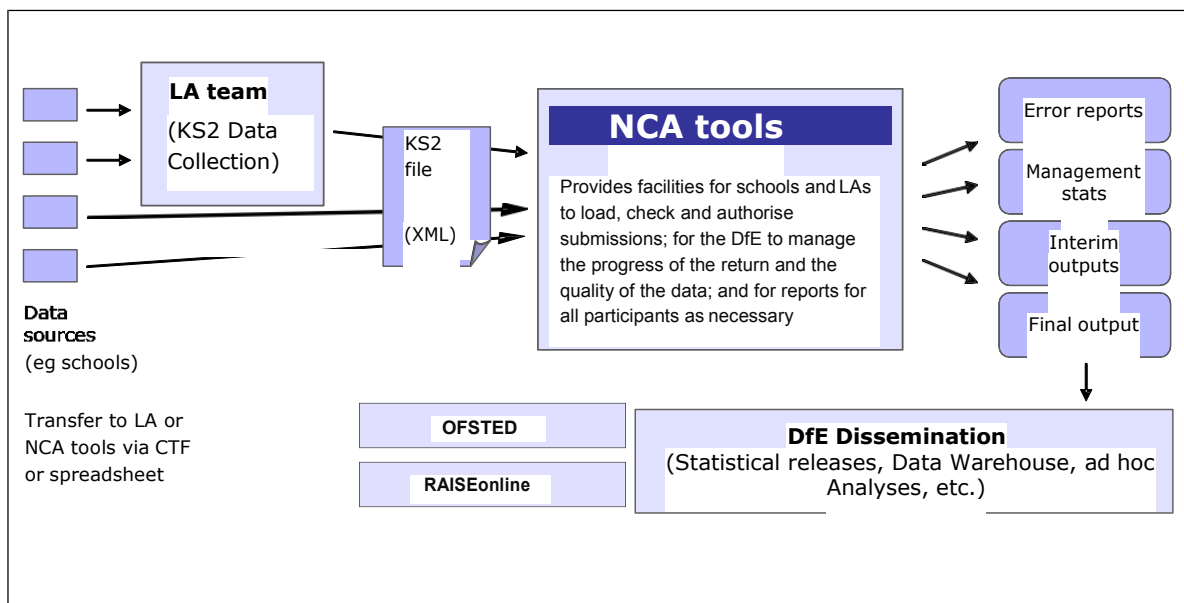 LA team
(KS2 Data
Collection)
KS2
file
(XML)
NCA tools
Provides facilities for schools and LAs
to load, check and authorise
submissions; for the DfE to manage
the progress of the return and the
quality of the data; and for reports for
all participants as necessary
Error reports
Management
stats
Interim
outputs
Final output
Data
sources
(eg schools)
Transfer to LA or
NCA tools via CTF
or spreadsheet
OFSTED
RAISEonline
DfE Dissemination
(Statistical releases, Data Warehouse, ad hoc
Analyses, etc.)